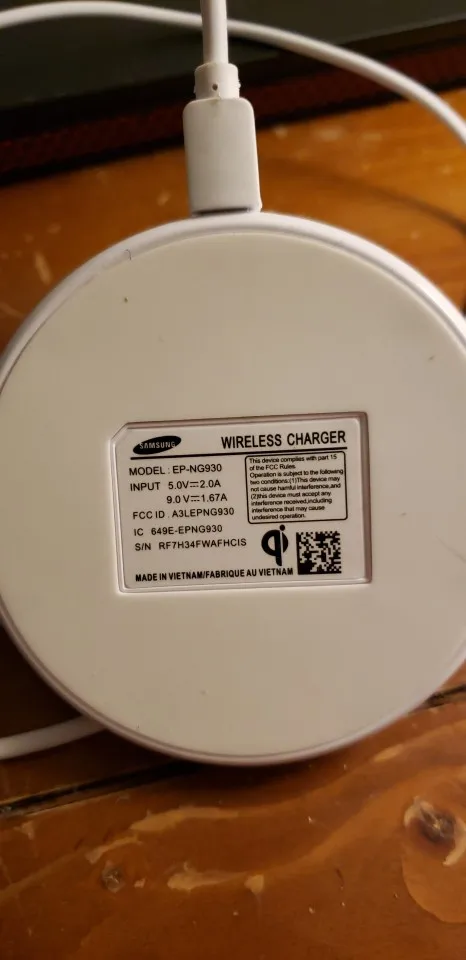 SAMSUNG
WIRELESS CHARGER
MODEL : EP-NG930
INPUT 5.0V⎓2.0A
9.0V⎓1.67A
FCC ID . A3LEPNG930
IC 649E-EPNG930
S/N RF7H34FWAFHCIS
This device complies with part 15
of the FCC Rules.
Operation is subject to the following
two conditions:(1)This device may
not cause harmful interference,and
(2)this device must accept any
interference received,including
interference that may cause
undesired operation.
qi
MADE IN VIETNAM/FABRIQUE AU VIETNAM